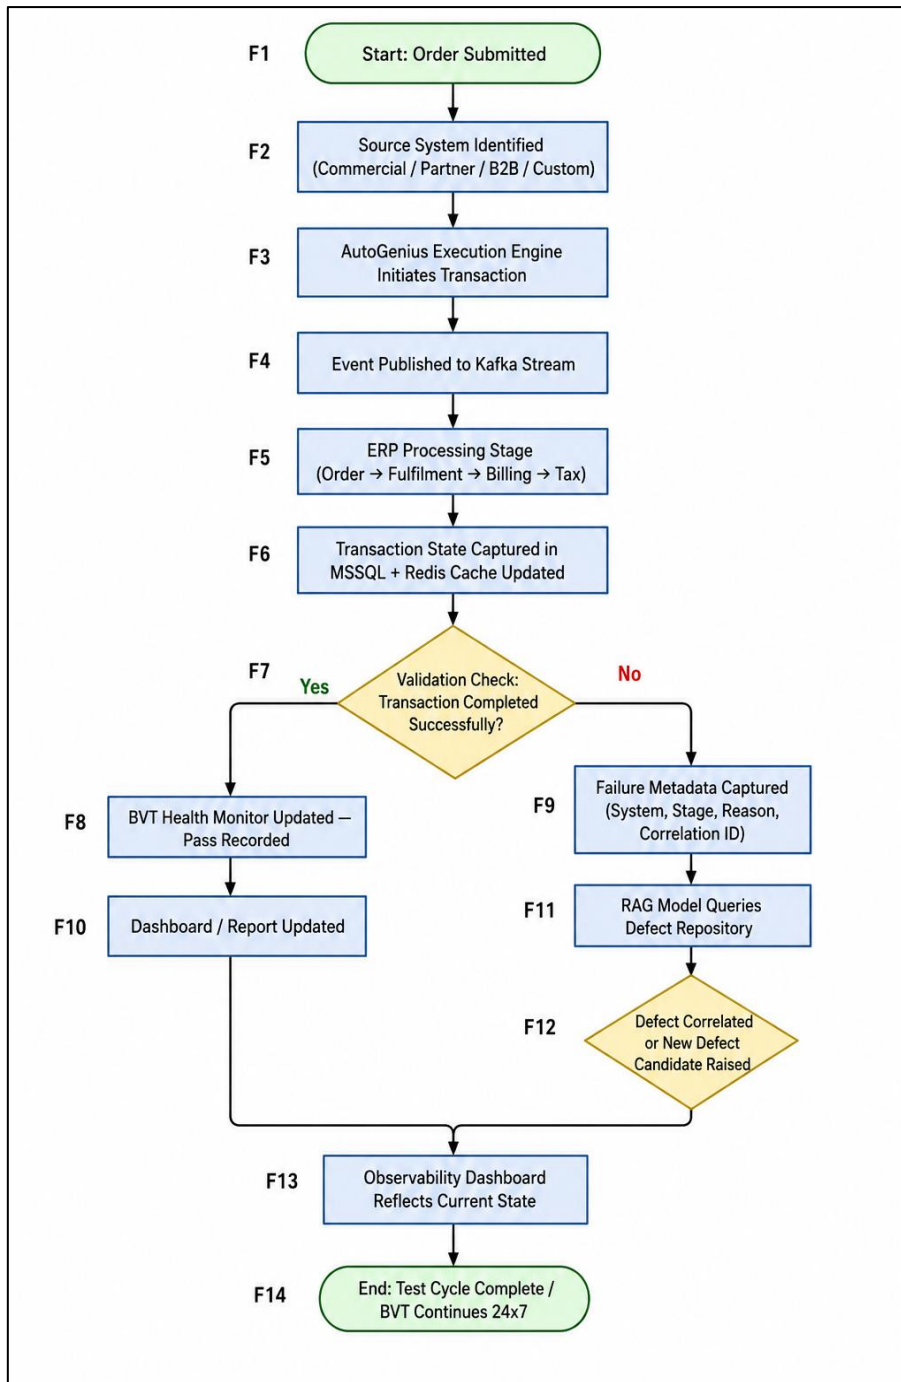 F1
Start: Order Submitted
F2
Source System Identified
(Commercial / Partner / B2B / Custom)
F3
AutoGenius Execution Engine
Initiates Transaction
F4
Event Published to Kafka Stream
F5
ERP Processing Stage
(Order → Fulfilment → Billing → Tax)
F6
Transaction State Captured in
MSSQL + Redis Cache Updated
F7
Validation Check:
Transaction Completed
Successfully?
Yes
No
F8
BVT Health Monitor Updated —
Pass Recorded
F9
Failure Metadata Captured
(System, Stage, Reason,
Correlation ID)
F10
Dashboard / Report Updated
F11
RAG Model Queries
Defect Repository
F12
Defect Correlated
or New Defect
Candidate Raised
F13
Observability Dashboard
Reflects Current State
F14
End: Test Cycle Complete /
BVT Continues 24x7